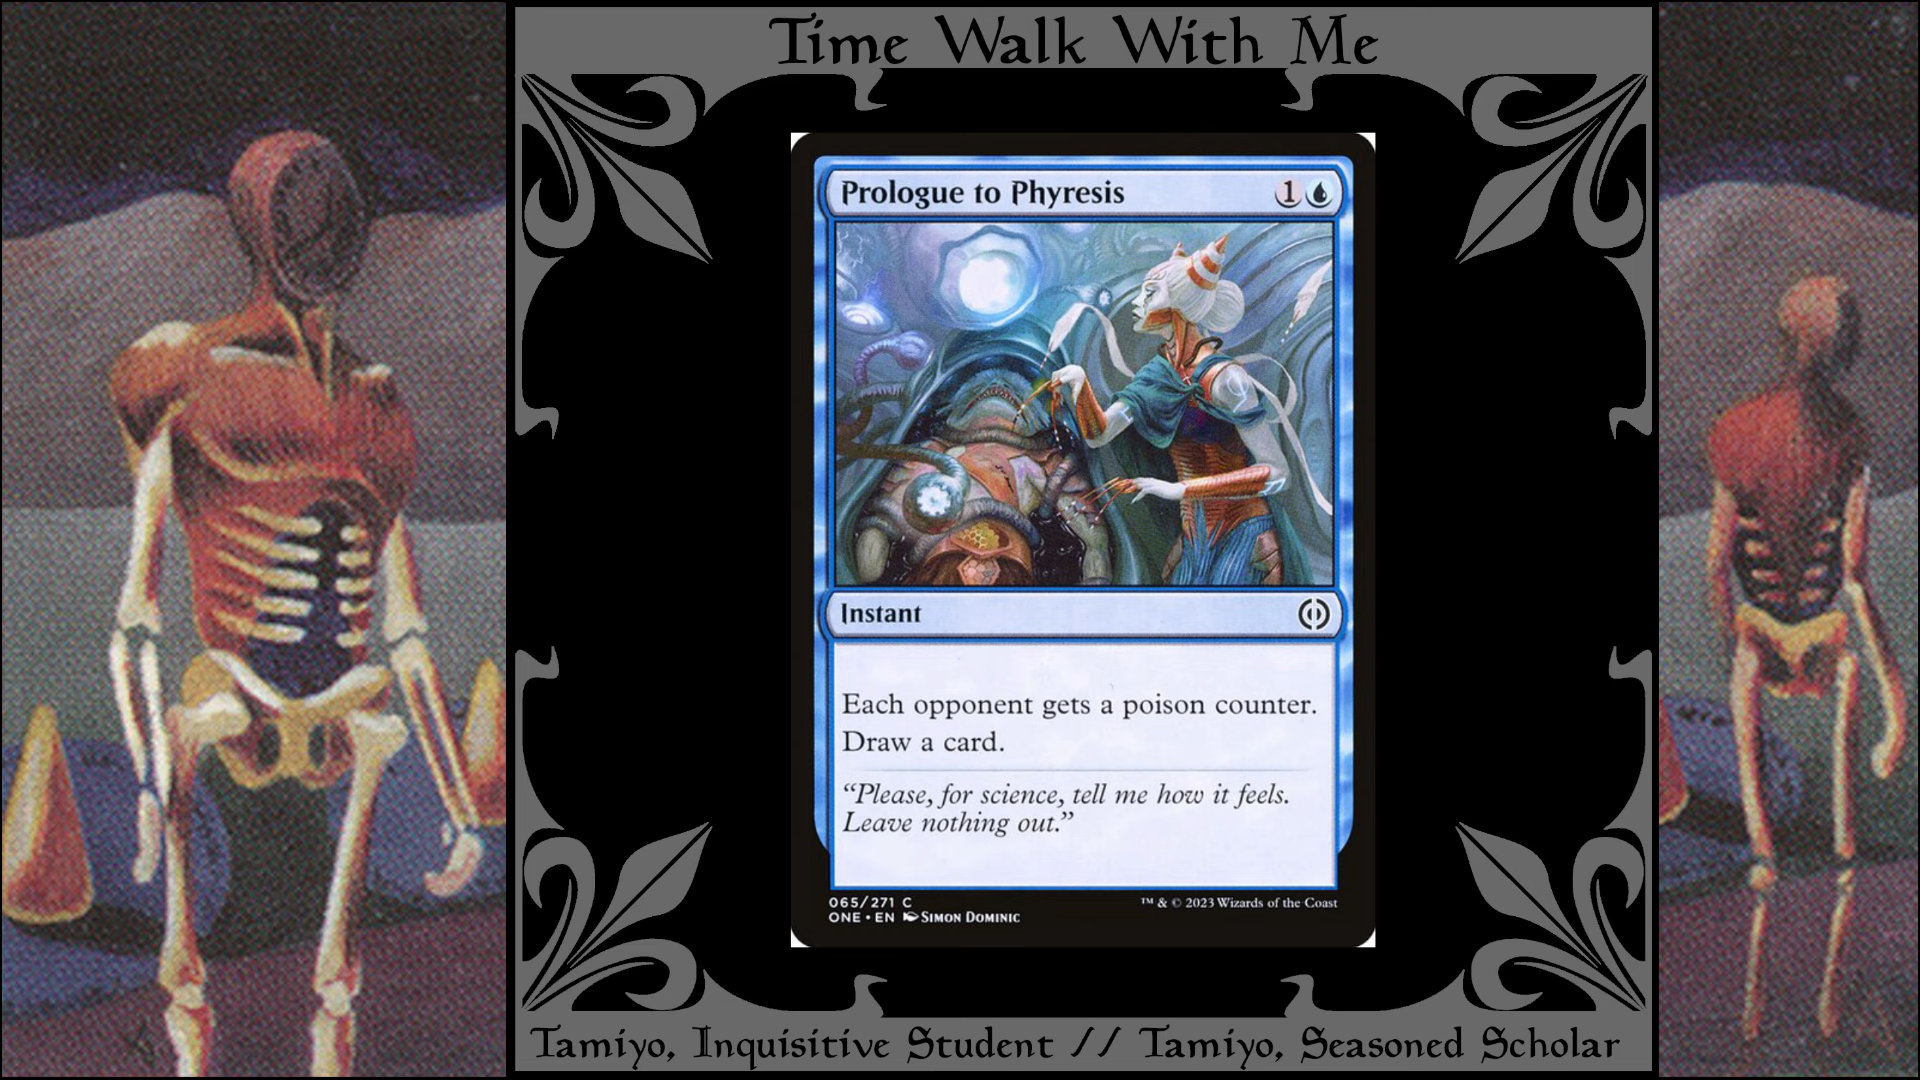 Time Walk With Me
Prologue to Phyresis
1
Instant
Each opponent gets a poison counter.
Draw a card.
“Please, for science, tell me how it feels.
Leave nothing out.”
065/271 C
ONE • EN SIMON DOMINIC
™ & © 2023 Wizards of the Coast
Tamiyo, Inquisitive Student // Tamiyo, Seasoned Scholar